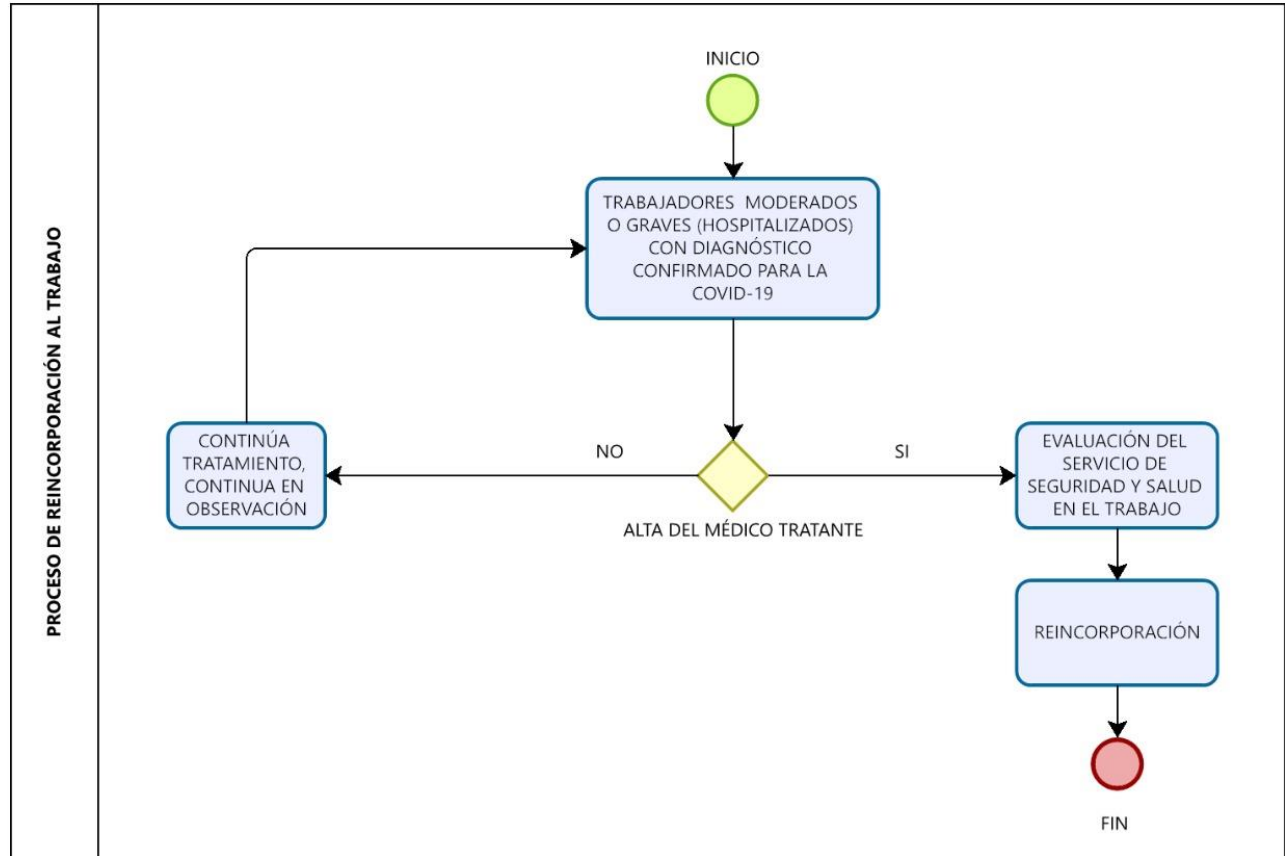 PROCESO DE REINCORPORACIÓN AL TRABAJO
INICIO
TRABAJADORES MODERADOS
O GRAVES (HOSPITALIZADOS)
CON DIAGNÓSTICO
CONFIRMADO PARA LA
COVID-19
NO
SI
ALTA DEL MÉDICO TRATANTE
CONTINÚA
TRATAMIENTO,
CONTINUA EN
OBSERVACIÓN
EVALUACIÓN DEL
SERVICIO DE
SEGURIDAD Y SALUD
EN EL TRABAJO
REINCORPORACIÓN
FIN